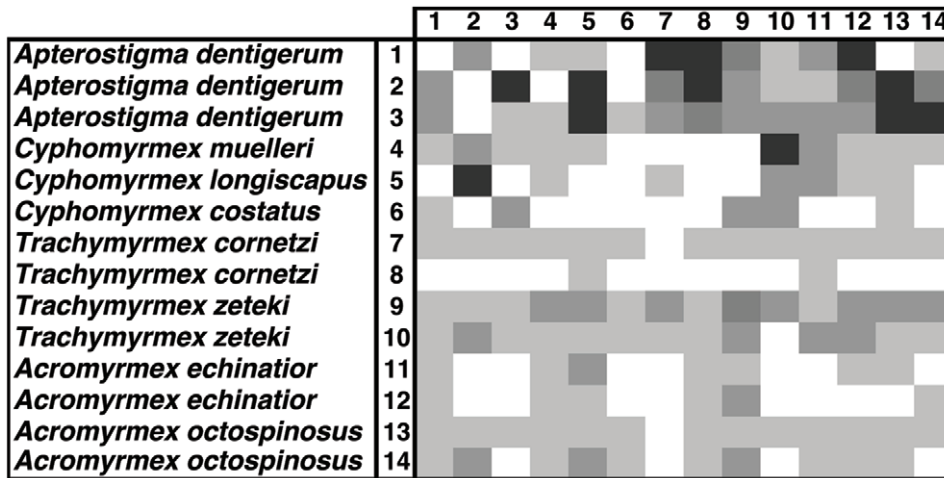 1 2 3 4 5 6 7 8 9 10 11 12 13 14
Apterostigma dentigerum 1
Apterostigma dentigerum 2
Apterostigma dentigerum 3
Cyphomyrmex muelleri 4
Cyphomyrmex longiscapus 5
Cyphomyrmex costatus 6
Trachymyrmex cornetzi 7
Trachymyrmex cornetzi 8
Trachymyrmex zeteki 9
Trachymyrmex zeteki 10
Acromyrmex echinatior 11
Acromyrmex echinatior 12
Acromyrmex octospinosus 13
Acromyrmex octospinosus 14